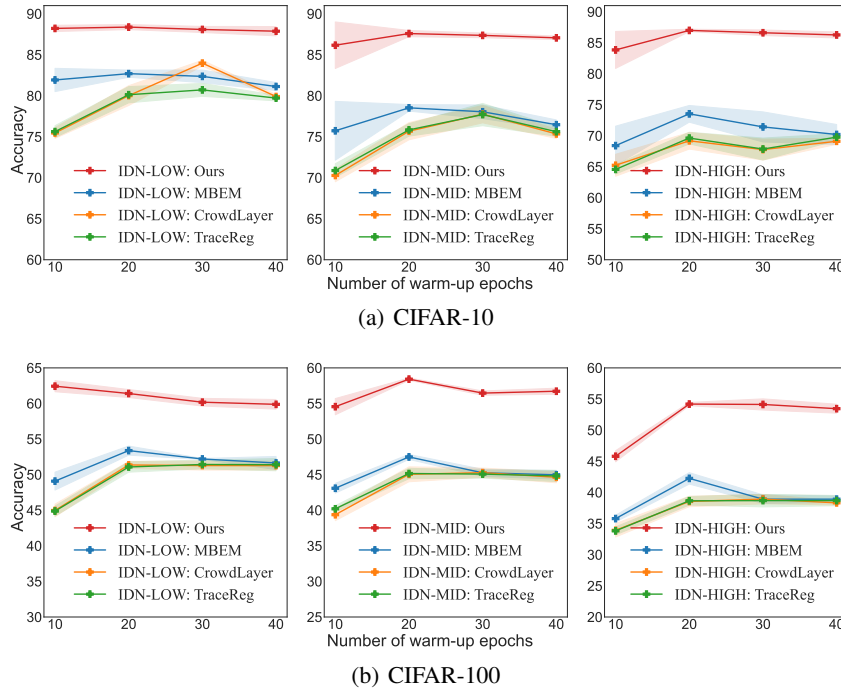 90
85
80
75
70
65
60
Accuracy
IDN-LOW: Ours
IDN-LOW: MBEM
IDN-LOW: CrowdLayer
IDN-LOW: TraceReg
10 20 30 40
90
85
80
75
70
65
60
IDN-MID: Ours
IDN-MID: MBEM
IDN-MID: CrowdLayer
IDN-MID: TraceReg
10 20 30 40
Number of warm-up epochs
90
85
80
75
70
65
60
55
50
IDN-HIGH: Ours
IDN-HIGH: MBEM
IDN-HIGH: CrowdLayer
IDN-HIGH: TraceReg
10 20 30 40
(a) CIFAR-10
65
60
55
50
45
40
35
30
Accuracy
IDN-LOW: Ours
IDN-LOW: MBEM
IDN-LOW: CrowdLayer
IDN-LOW: TraceReg
10 20 30 40
60
55
50
45
40
35
30
25
IDN-MID: Ours
IDN-MID: MBEM
IDN-MID: CrowdLayer
IDN-MID: TraceReg
10 20 30 40
Number of warm-up epochs
60
55
50
45
40
35
30
25
20
IDN-HIGH: Ours
IDN-HIGH: MBEM
IDN-HIGH: CrowdLayer
IDN-HIGH: TraceReg
10 20 30 40
(b) CIFAR-100